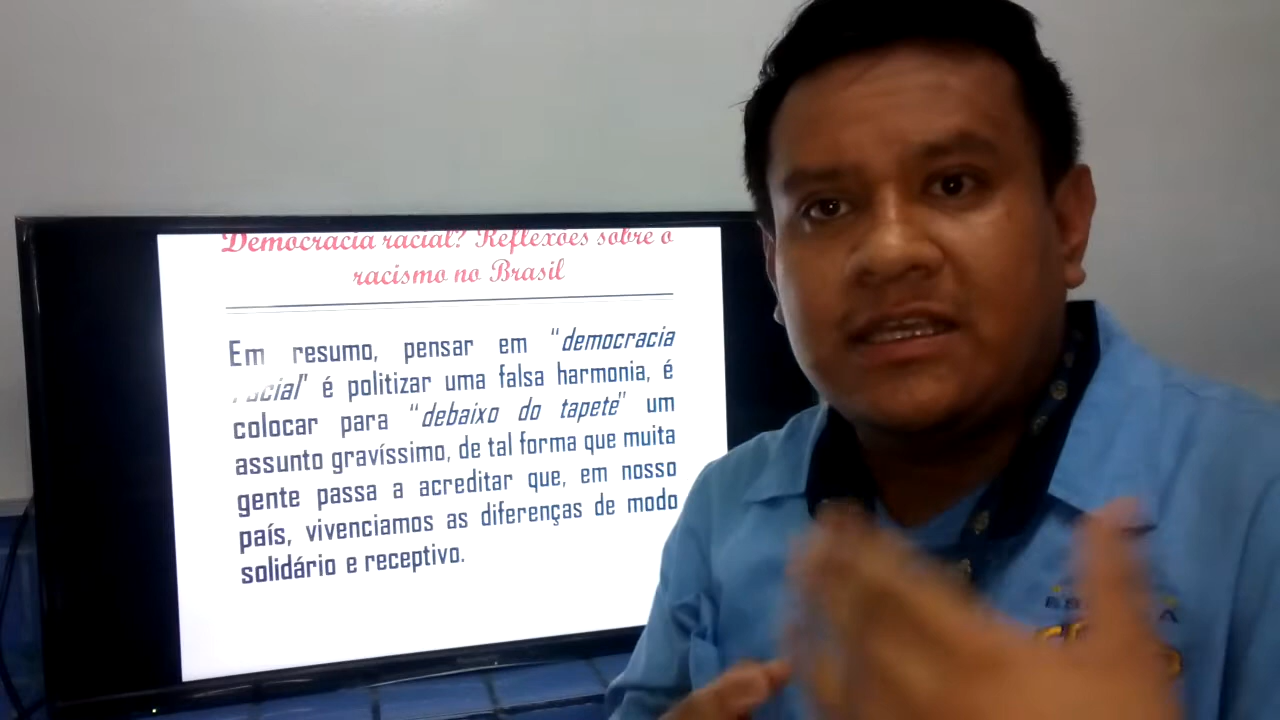 Democracia racial? Reflexões sobre o
racismo no Brasil
Em resumo, pensar em "democracia
racial" é politizar uma falsa harmonia, é
colocar para "debaixo do tapete" um
assunto gravíssimo, de tal forma que muita
gente passa a acreditar que, em nosso
país, vivenciamos as diferenças de modo
solidário e receptivo.